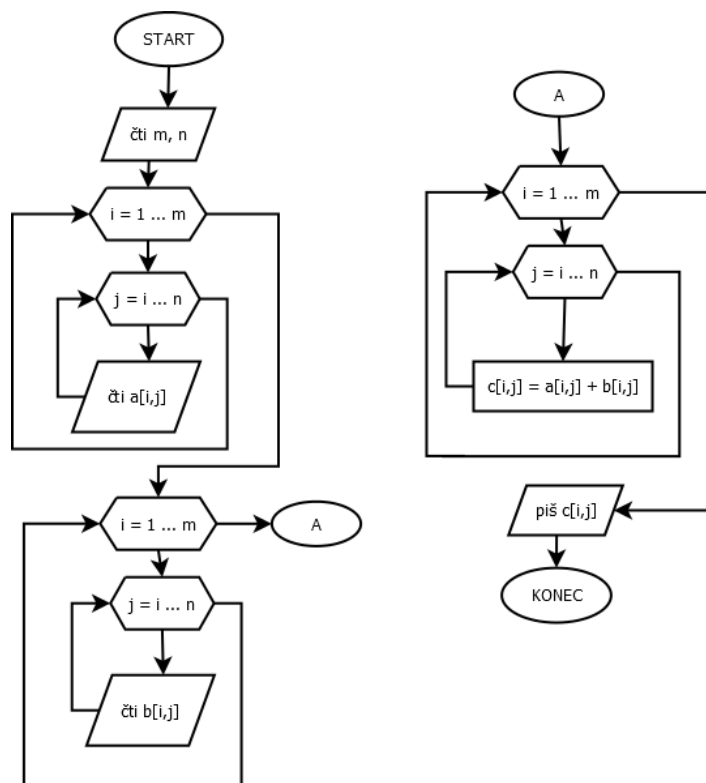 START
čti m, n
i = 1 ... m
j = i ... n
čti a[i,j]
i = 1 ... m
A
j = i ... n
čti b[i,j]
A
i = 1 ... m
j = i ... n
c[i,j] = a[i,j] + b[i,j]
piš c[i,j]
KONEC